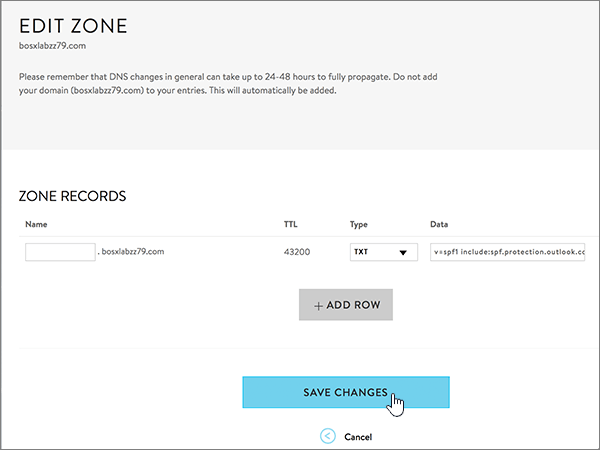 EDIT ZONE
bosxlabzz79.com
Please remember that DNS changes in general can take up to 24-48 hours to fully propagate. Do not add
your domain (bosxlabzz79.com) to your entries. This will automatically be added.
ZONE RECORDS
Name TTL Type Data
. bosxlabzz79.com 43200 TXT v=spf1 include:spf.protection.outlook.cc
+ ADD ROW
SAVE CHANGES
< Cancel